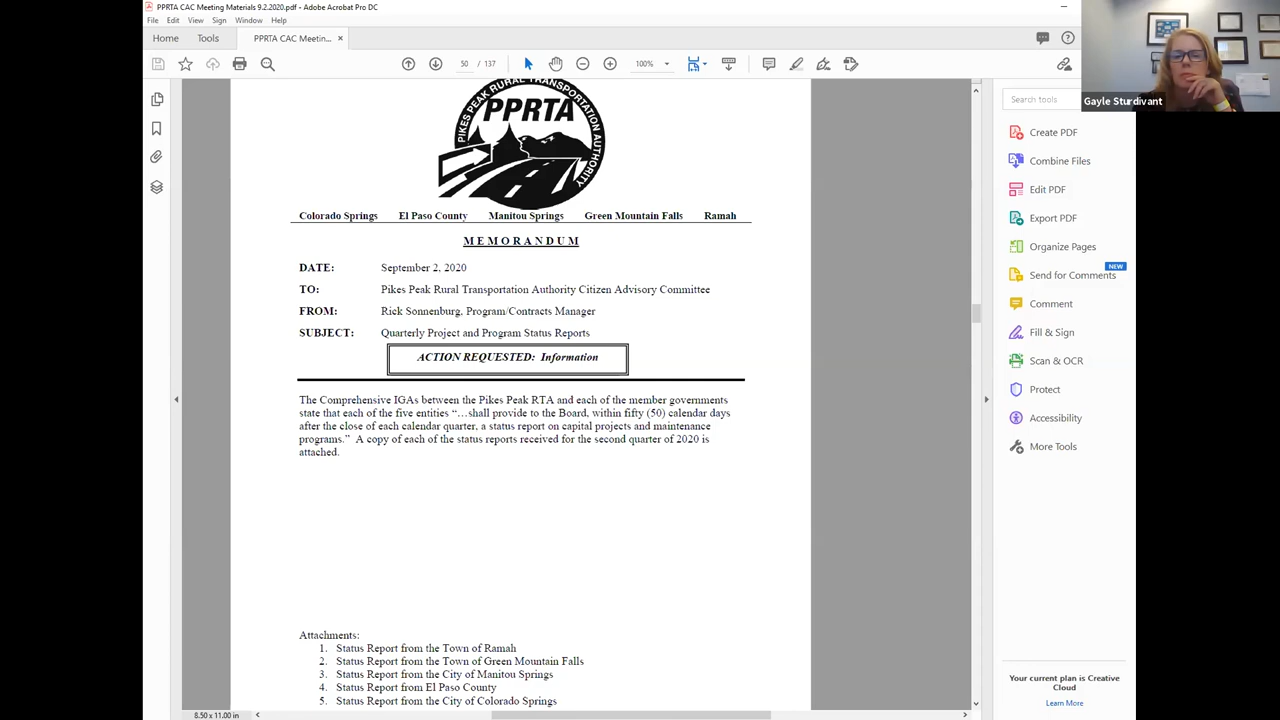 PPRTA CAC Meeting Materials 9.2.2020.pdf - Adobe Acrobat Pro DC
File Edit View Sign Window Help
Home Tools PPRTA CAC Meetin... ×
50 / 137 100%
Gayle Sturdivant
Search tools
Create PDF
Combine Files
Edit PDF
Export PDF
Organize Pages
NEW
Send for Comments
Comment
Fill & Sign
Scan & OCR
Protect
Accessibility
More Tools
PIKES PEAK RURAL TRANSPORTATION AUTHORITY
PPRTA
Colorado Springs El Paso County Manitou Springs Green Mountain Falls Ramah
MEMORANDUM
DATE: September 2, 2020
TO: Pikes Peak Rural Transportation Authority Citizen Advisory Committee
FROM: Rick Sonnenburg, Program/Contracts Manager
SUBJECT: Quarterly Project and Program Status Reports
ACTION REQUESTED: Information
The Comprehensive IGAs between the Pikes Peak RTA and each of the member governments
state that each of the five entities “…shall provide to the Board, within fifty (50) calendar days
after the close of each calendar quarter, a status report on capital projects and maintenance
programs.” A copy of each of the status reports received for the second quarter of 2020 is
attached.
Attachments:
1. Status Report from the Town of Ramah
2. Status Report from the Town of Green Mountain Falls
3. Status Report from the City of Manitou Springs
4. Status Report from El Paso County
5. Status Report from the City of Colorado Springs
8.50 x 11.00 in
Your current plan is Creative
Cloud
Learn More